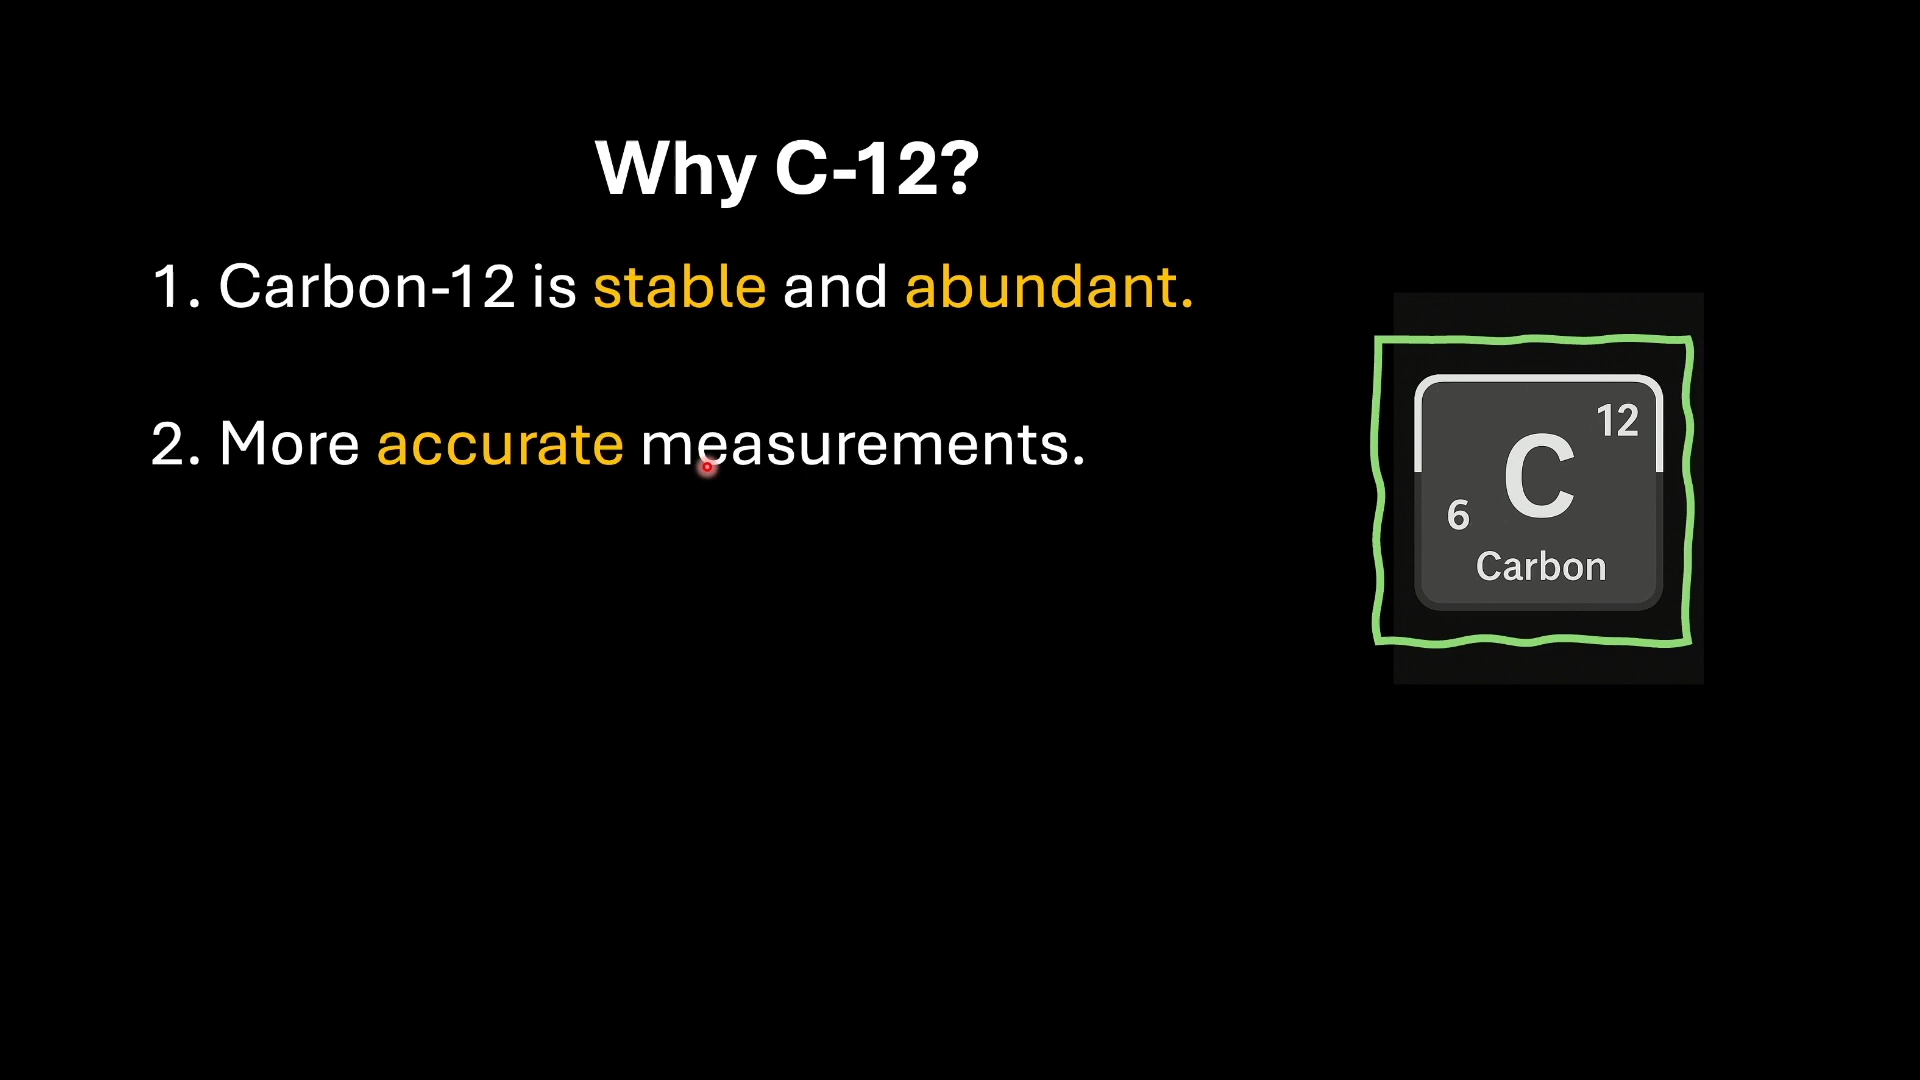 Why C-12?
1. Carbon-12 is stable and abundant.
2. More accurate measurements.
12
C
6
Carbon